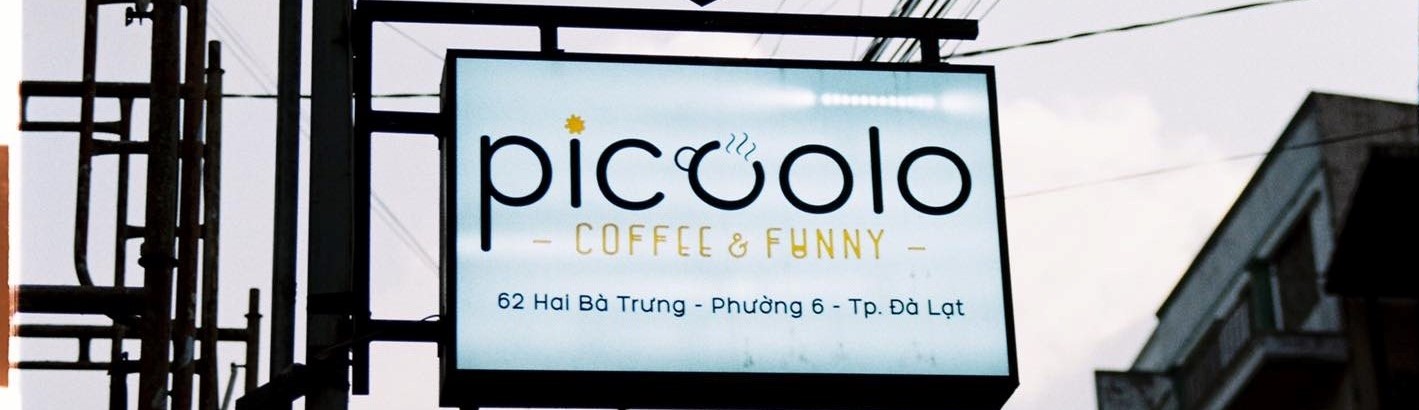 piccolo
- COFFEE & FUNNY -
62 Hai Bà Trưng - Phường 6 - Tp. Đà Lạt